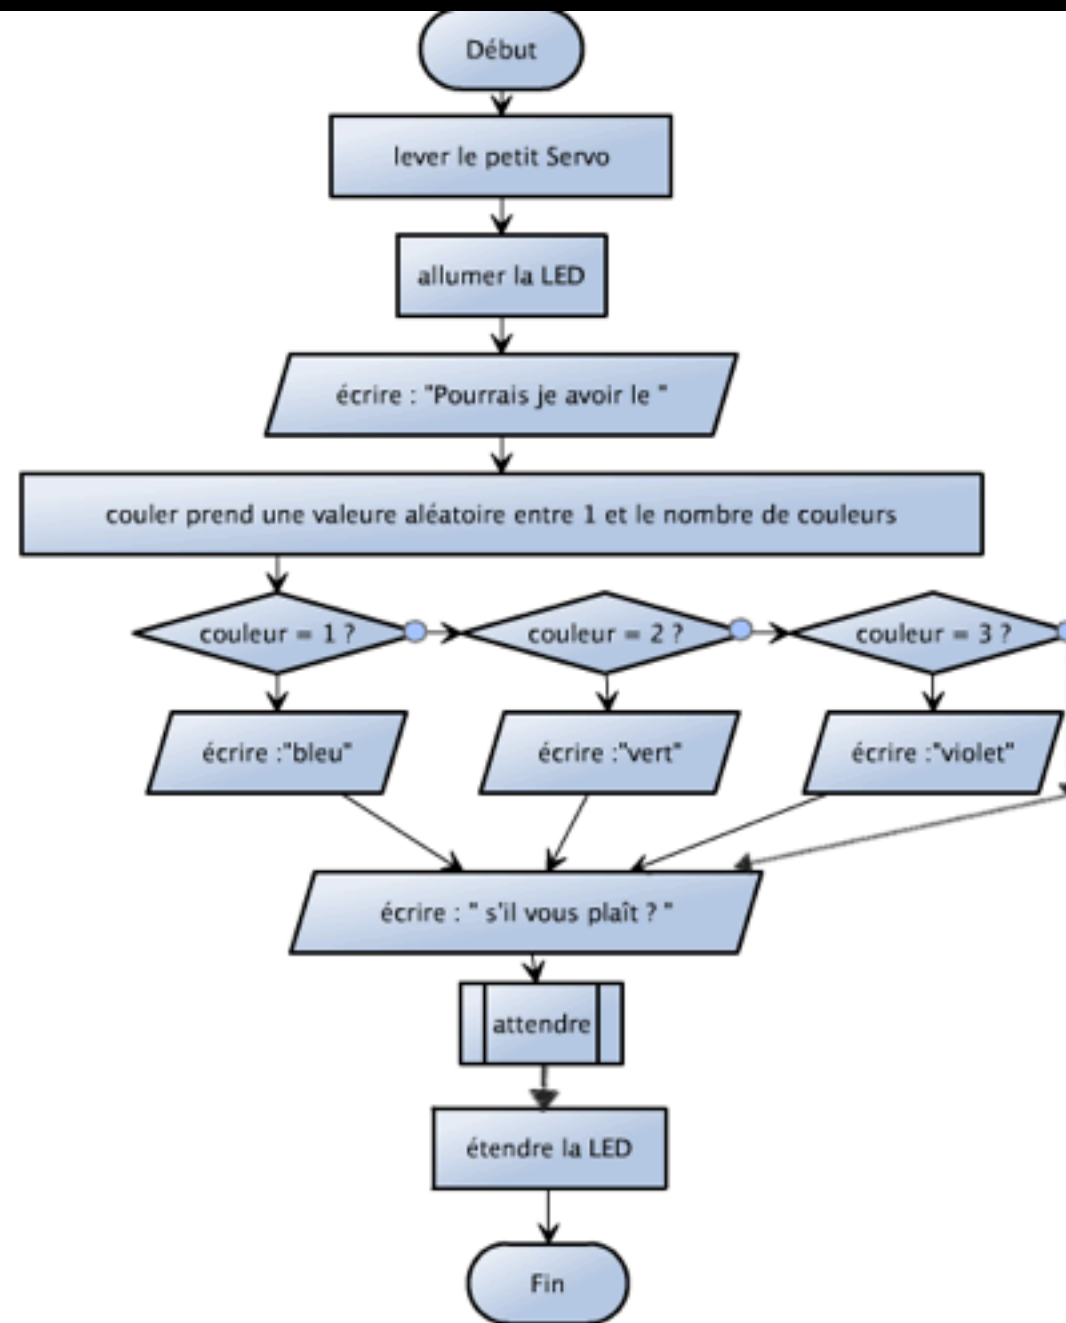 Début
lever le petit Servo
allumer la LED
écrire : "Pourrais je avoir le "
couler prend une valeure aléatoire entre 1 et le nombre de couleurs
couleur = 1 ?
couleur = 2 ?
couleur = 3 ?
écrire :"bleu"
écrire :"vert"
écrire :"violet"
écrire : " s'il vous plaît ? "
attendre
étendre la LED
Fin